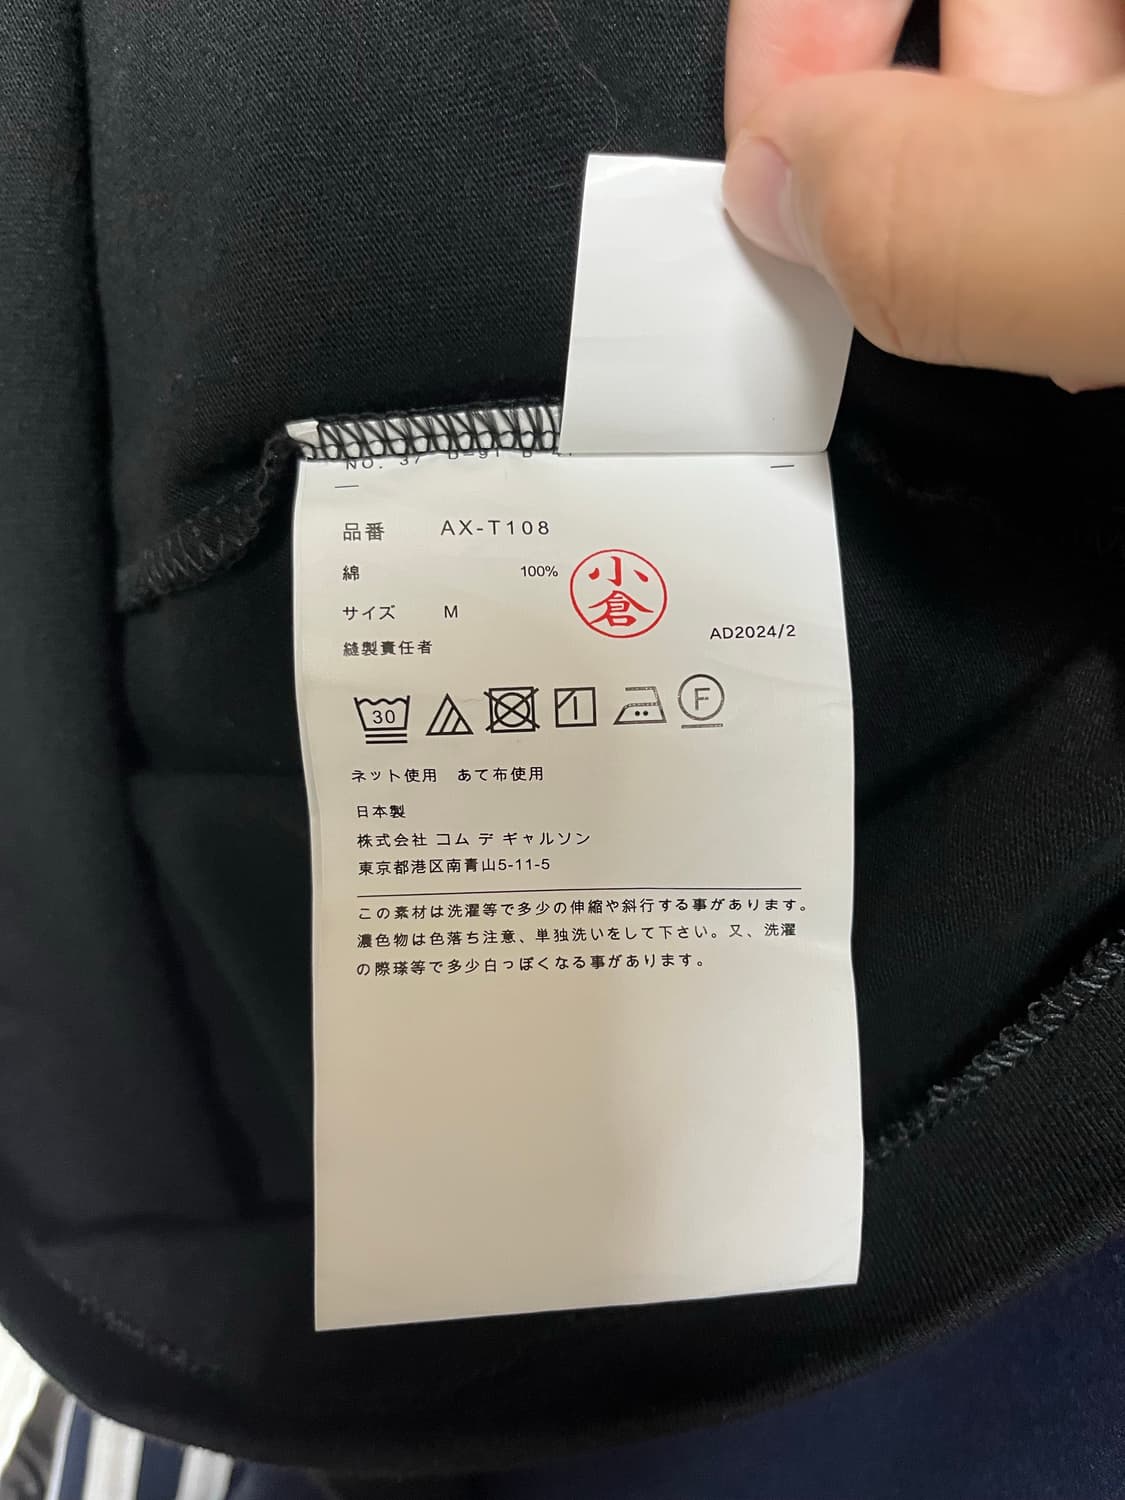 品番 AX-T108
綿 100%
小倉
サイズ M
AD2024/2
縫製責任者
30 F
ネット使用 あて布使用
日本製
株式会社 コム デ ギャルソン
東京都港区南青山5-11-5
この素材は洗濯等で多少の伸縮や斜行する事があります。
濃色物は色落ち注意、単独洗いをして下さい。又、洗濯
の際瑹等で多少白っぽくなる事があります。